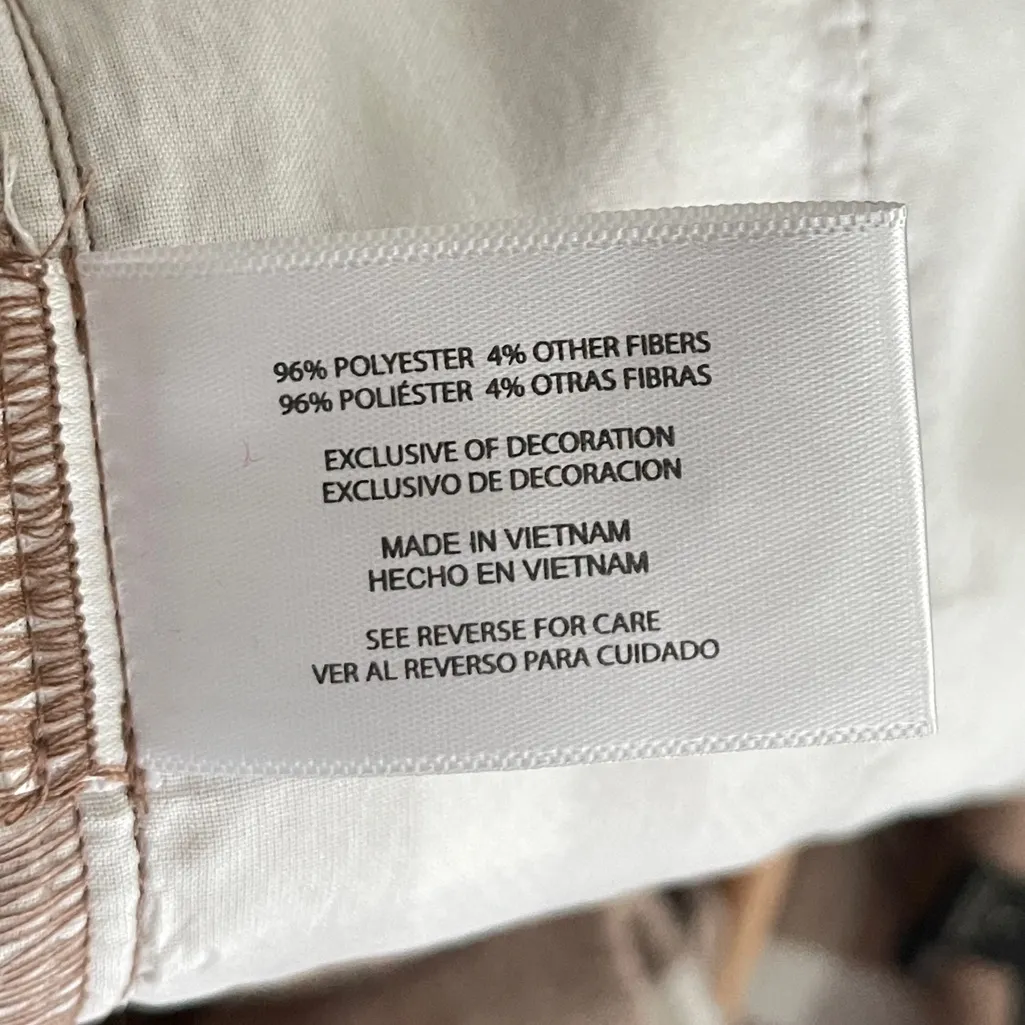 96% POLYESTER 4% OTHER FIBERS
96% POLIÉSTER 4% OTRAS FIBRAS
EXCLUSIVE OF DECORATION
EXCLUSIVO DE DECORACION
MADE IN VIETNAM
HECHO EN VIETNAM
SEE REVERSE FOR CARE
VER AL REVERSO PARA CUIDADO